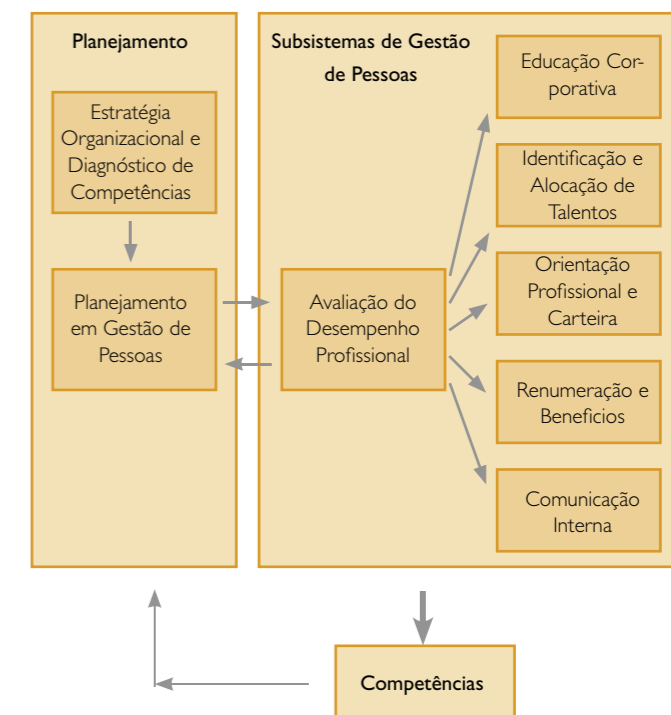 Planejamento
Estratégia
Organizacional e
Diagnóstico de
Competências
Planejamento
em Gestão de
Pessoas
Subsistemas de Gestão
de Pessoas
Avaliação do
Desempenho
Profissional
Educação Cor-
porativa
Identificação e
Alocação de
Talentos
Orientação
Profissional e
Carteira
Renumeração e
Beneficios
Comunicação
Interna
Competências